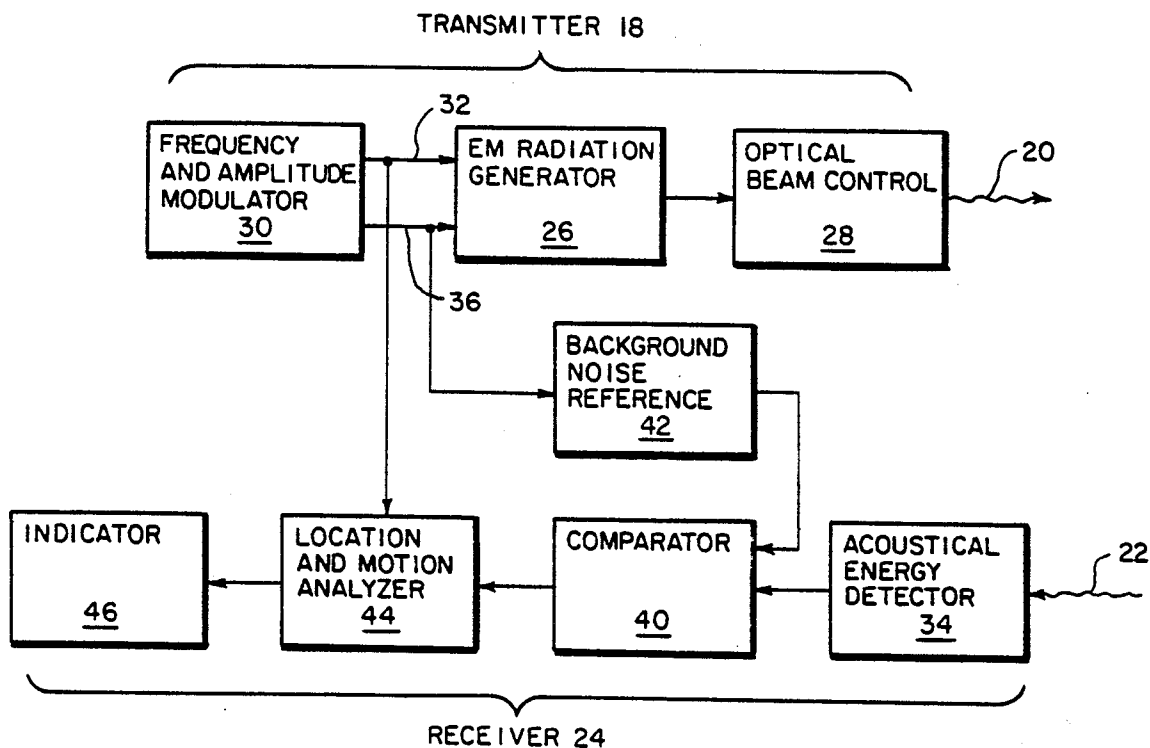 TRANSMITTER 18
32
FREQUENCY
AND AMPLITUDE
MODULATOR
30
EM RADIATION
GENERATOR
26
OPTICAL
BEAM CONTROL
28
20
36
BACKGROUND
NOISE
REFERENCE
42
INDICATOR
46
LOCATION
AND MOTION
ANALYZER
44
COMPARATOR
40
ACOUSTICAL
ENERGY
DETECTOR
34
22
RECEIVER 24